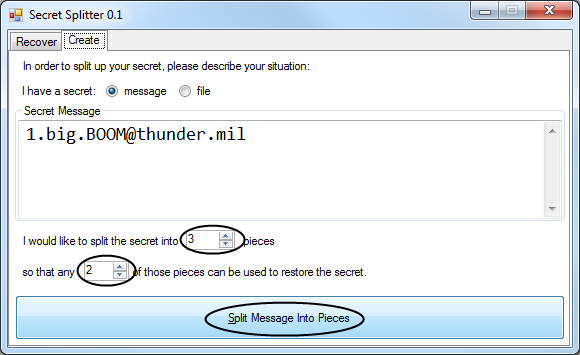 Secret Splitter 0.1
Recover Create
In order to split up your secret, please describe your situation:
I have a secret: message file
Secret Message
1.big.BOOM@thunder.mil
I would like to split the secret into 3 pieces
so that any 2 of those pieces can be used to restore the secret.
Split Message Into Pieces